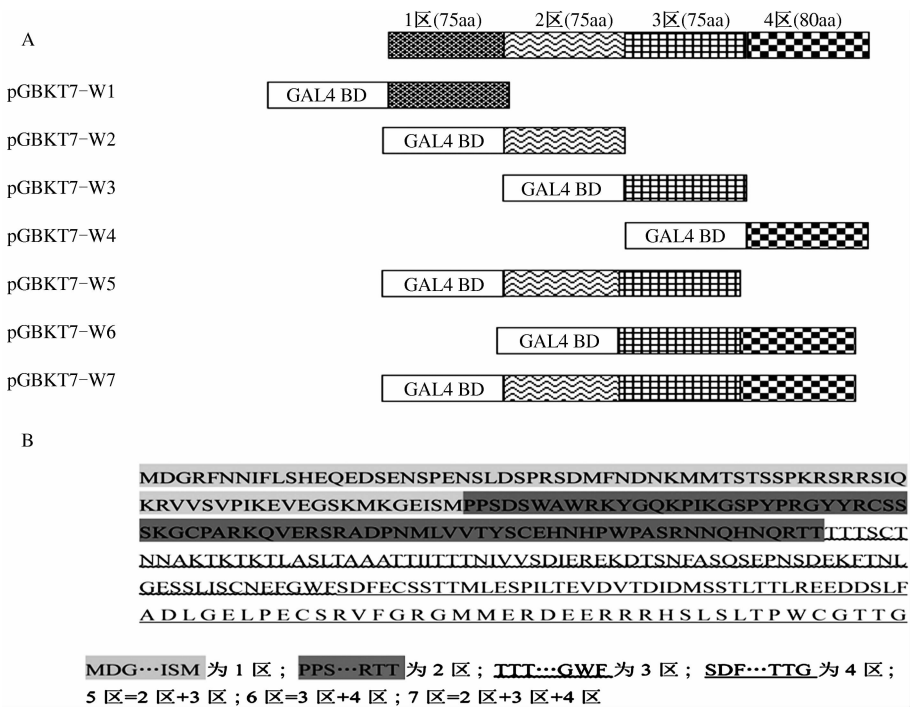 A
1区(75aa) 2区(75aa) 3区(75aa) 4区(80aa)
pGBKT7-W1 GAL4 BD
pGBKT7-W2 GAL4 BD
pGBKT7-W3 GAL4 BD
pGBKT7-W4 GAL4 BD
pGBKT7-W5 GAL4 BD
pGBKT7-W6 GAL4 BD
pGBKT7-W7 GAL4 BD
B
MDGRFNNIFLSHEQEDSENSPENSLDSPRSDMFNDNKMMTSTSSPKRSRRSIQ
KRVVSVPIKEVEGSKMKGEISMPPSDSWAWRKYGQKPIKGSPYPRGYYRCSS
SKGCPARKQVERSRADPNMLVVTYSCEHNHPWPASRNNQHNQRTTTTTSCT
NNAKTKTKTLASLTAAATTIITTTNIVVSDIEREKDTSNFASQSEPNSDEKFTNL
GESSLISCNEFGWFSDFECSSTTMLESPILTEVDVTDIDMSSTLTTLREEDDSLF
A D L G E L P E C S R V F G R G M M E R D E E R R R H S L S L T P W C G T T G
MDG···ISM 为 1 区；PPS···RTT 为 2 区；TTT···GWF 为 3 区；SDF···TTG 为 4 区；
5 区=2 区+3 区；6 区=3 区+4 区；7 区=2 区+3 区+4 区